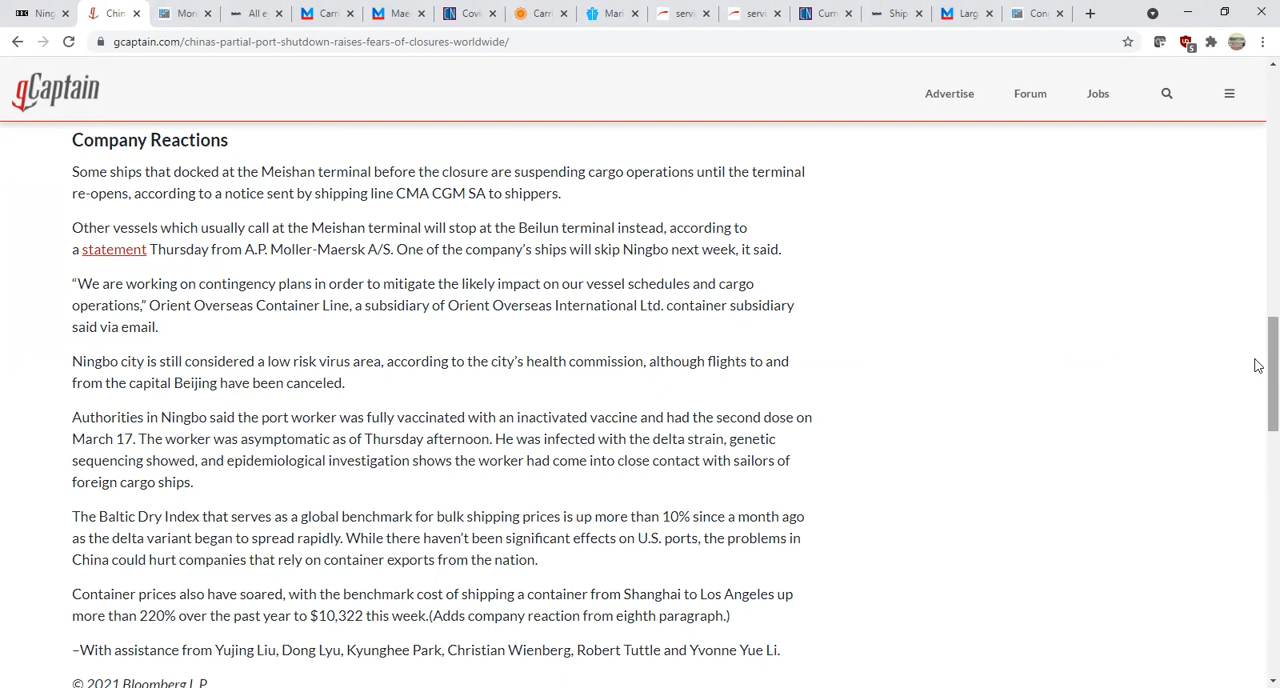 Ning
Chin
More
All e
Carri
Mae
Covi
Carri
Mari
servi
servi
Curr
Ship
Larg
Con
gcaptain.com/chinas-partial-port-shutdown-raises-fears-of-closures-worldwide/
5
gCaptain
Advertise
Forum
Jobs
Company Reactions
Some ships that docked at the Meishan terminal before the closure are suspending cargo operations until the terminal
re-opens, according to a notice sent by shipping line CMA CGM SA to shippers.
Other vessels which usually call at the Meishan terminal will stop at the Beilun terminal instead, according to
a statement Thursday from A.P. Moller-Maersk A/S. One of the company’s ships will skip Ningbo next week, it said.
“We are working on contingency plans in order to mitigate the likely impact on our vessel schedules and cargo
operations,” Orient Overseas Container Line, a subsidiary of Orient Overseas International Ltd. container subsidiary
said via email.
Ningbo city is still considered a low risk virus area, according to the city’s health commission, although flights to and
from the capital Beijing have been canceled.
Authorities in Ningbo said the port worker was fully vaccinated with an inactivated vaccine and had the second dose on
March 17. The worker was asymptomatic as of Thursday afternoon. He was infected with the delta strain, genetic
sequencing showed, and epidemiological investigation shows the worker had come into close contact with sailors of
foreign cargo ships.
The Baltic Dry Index that serves as a global benchmark for bulk shipping prices is up more than 10% since a month ago
as the delta variant began to spread rapidly. While there haven’t been significant effects on U.S. ports, the problems in
China could hurt companies that rely on container exports from the nation.
Container prices also have soared, with the benchmark cost of shipping a container from Shanghai to Los Angeles up
more than 220% over the past year to $10,322 this week.(Adds company reaction from eighth paragraph.)
–With assistance from Yujing Liu, Dong Lyu, Kyunghee Park, Christian Wienberg, Robert Tuttle and Yvonne Yue Li.
© 2021 Bloomberg L.P